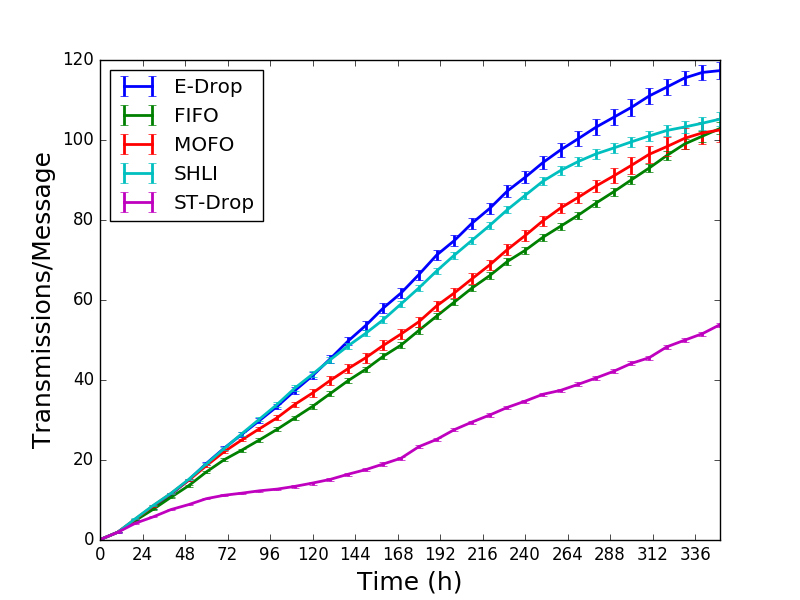 120
100
80
60
40
20
0
Transmissions/Message
E-Drop
FIFO
MOFO
SHLI
ST-Drop
0 24 48 72 96 120 144 168 192 216 240 264 288 312 336
Time (h)